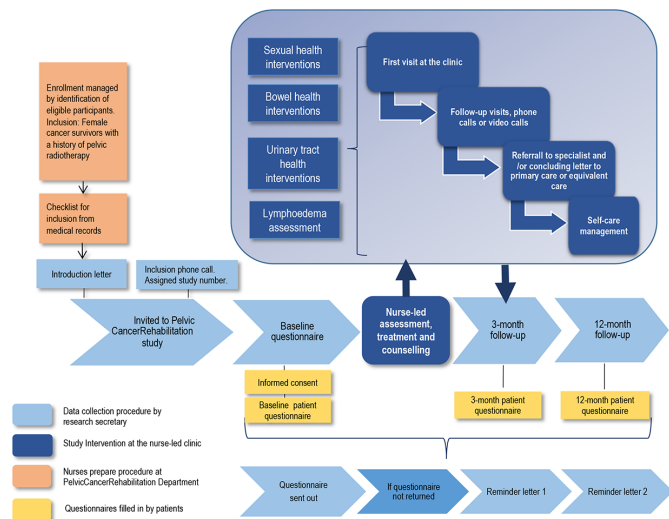 Enrollment managed
by identification of
eligible participants.
Inclusion: Female
cancer survivors with
a history of pelvic
radiotherapy
Checklist for
inclusion from
medical records
Introduction letter
Inclusion phone call.
Assigned study number.
Sexual health
interventions
Bowel health
interventions
Urinary tract
health
interventions
Lymphoedema
assessment
First visit at the clinic
Follow-up visits, phone
calls or video calls
Referral to specialist and
/or concluding letter to
primary care or equivalent
care
Self-care
management
Invited to Pelvic
CancerRehabilitation
study
Baseline
questionnaire
Nurse-led
assessment,
treatment and
counselling
3-month
follow-up
12-month
follow-up
Informed consent
Baseline patient
questionnaire
3-month patient
questionnaire
12-month patient
questionnaire
Data collection procedure by
research secretary
Study Intervention at the nurse-led clinic
Nurses prepare procedure at
PelvicCancerRehabilitation Department
Questionnaires filled in by patients
Questionnaire
sent out
If questionnaire
not returned
Reminder letter 1
Reminder letter 2